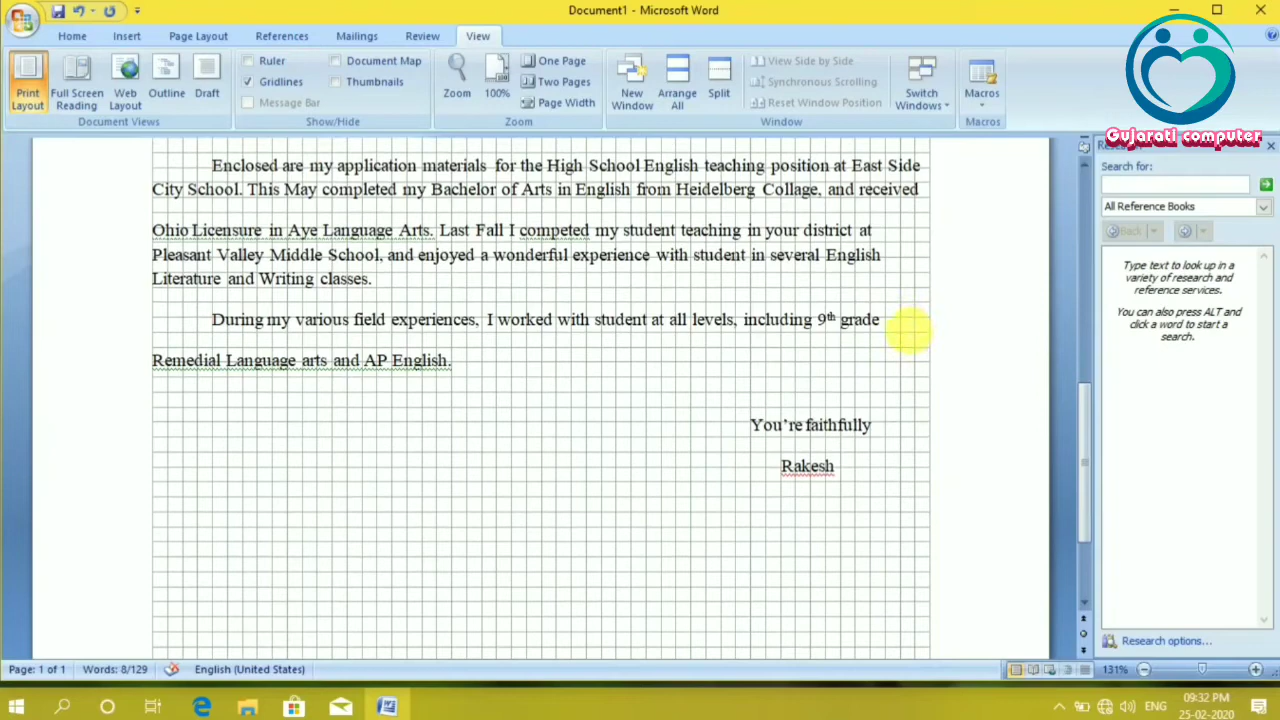 Document1 - Microsoft Word
Home Insert Page Layout References Mailings Review View
Print Layout
Full Screen Reading
Web Layout
Outline
Draft
Document Views
Ruler
Gridlines
Message Bar
Document Map
Thumbnails
Show/Hide
Zoom
100%
One Page
Two Pages
Page Width
Zoom
New Window
Arrange All
Split
View Side by Side
Synchronous Scrolling
Reset Window Position
Window
Switch Windows
Macros
Macros
Gujarati computer
Enclosed are my application materials for the High School English teaching position at East Side
City School. This May completed my Bachelor of Arts in English from Heidelberg Collage, and received
Ohio Licensure in Aye Language Arts. Last Fall I competed my student teaching in your district at
Pleasant Valley Middle School, and enjoyed a wonderful experience with student in several English
Literature and Writing classes.
During my various field experiences, I worked with student at all levels, including 9th grade
Remedial Language arts and AP English.
You're faithfully
Rakesh
Search for:
All Reference Books
Back
Type text to look up in a
variety of research and
reference services.
You can also press ALT and
click a word to start a
search.
Research options...
Page: 1 of 1 Words: 8/129 English (United States) 131%
ENG
09:32 PM
25-02-2020